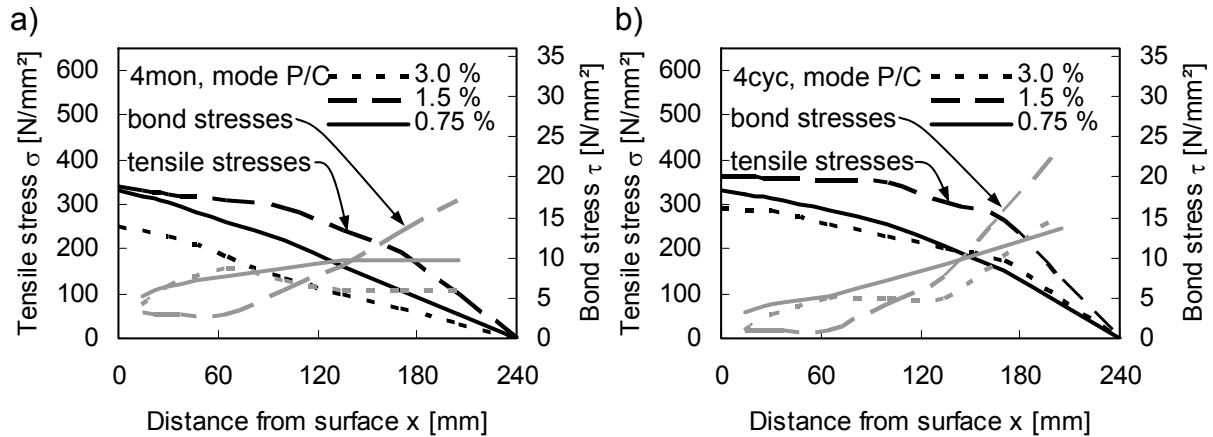 a)
Tensile stress σ [N/mm²]
600
500
400
300
200
100
0
4mon, mode P/C
3.0 %
1.5 %
0.75 %
bond stresses
tensile stresses
35
30
25
20
15
10
5
0
Bond stress τ [N/mm²]
0 60 120 180 240
Distance from surface x [mm]
b)
Tensile stress σ [N/mm²]
600
500
400
300
200
100
0
4cyc, mode P/C
3.0 %
1.5 %
0.75 %
bond stresses
tensile stresses
35
30
25
20
15
10
5
0
Bond stress τ [N/mm²]
0 60 120 180 240
Distance from surface x [mm]